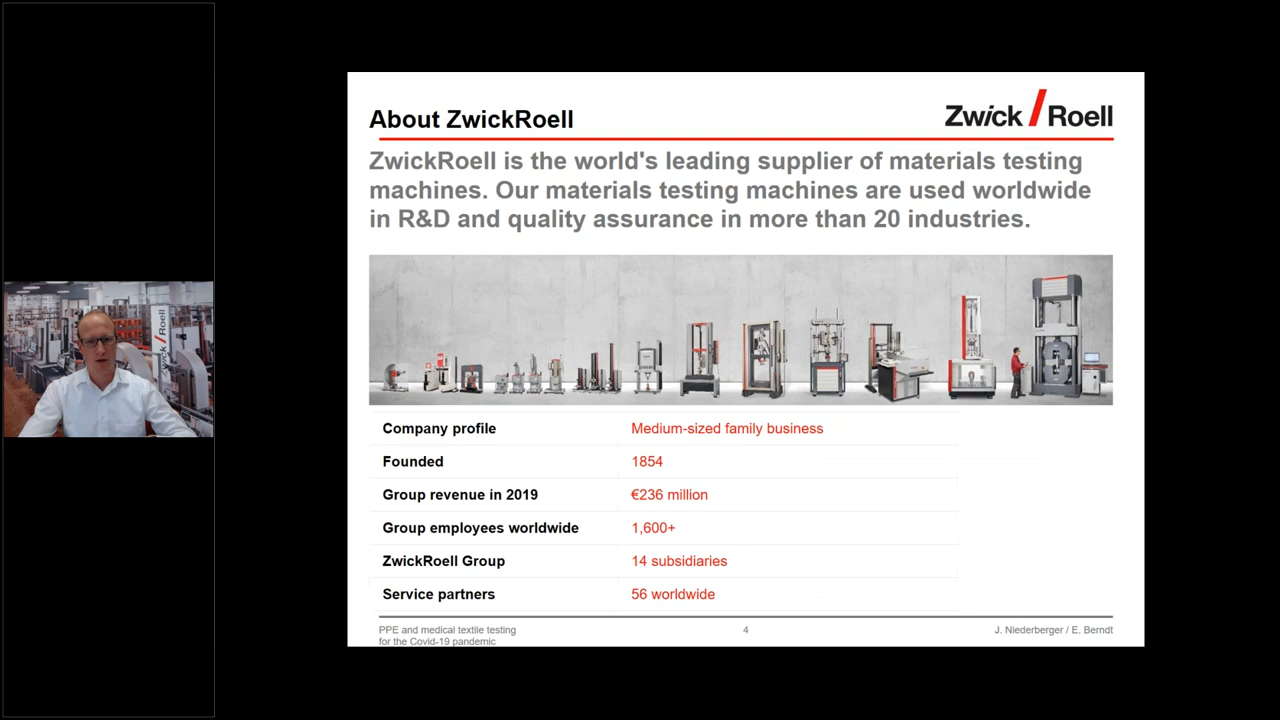 About ZwickRoell
Zwick / Roell
ZwickRoell is the world's leading supplier of materials testing
machines. Our materials testing machines are used worldwide
in R&D and quality assurance in more than 20 industries.
Zwick / Roell
Company profile Medium-sized family business
Founded 1854
Group revenue in 2019 €236 million
Group employees worldwide 1,600+
ZwickRoell Group 14 subsidiaries
Service partners 56 worldwide
PPE and medical textile testing
for the Covid-19 pandemic
4
J. Niederberger / E. Berndt